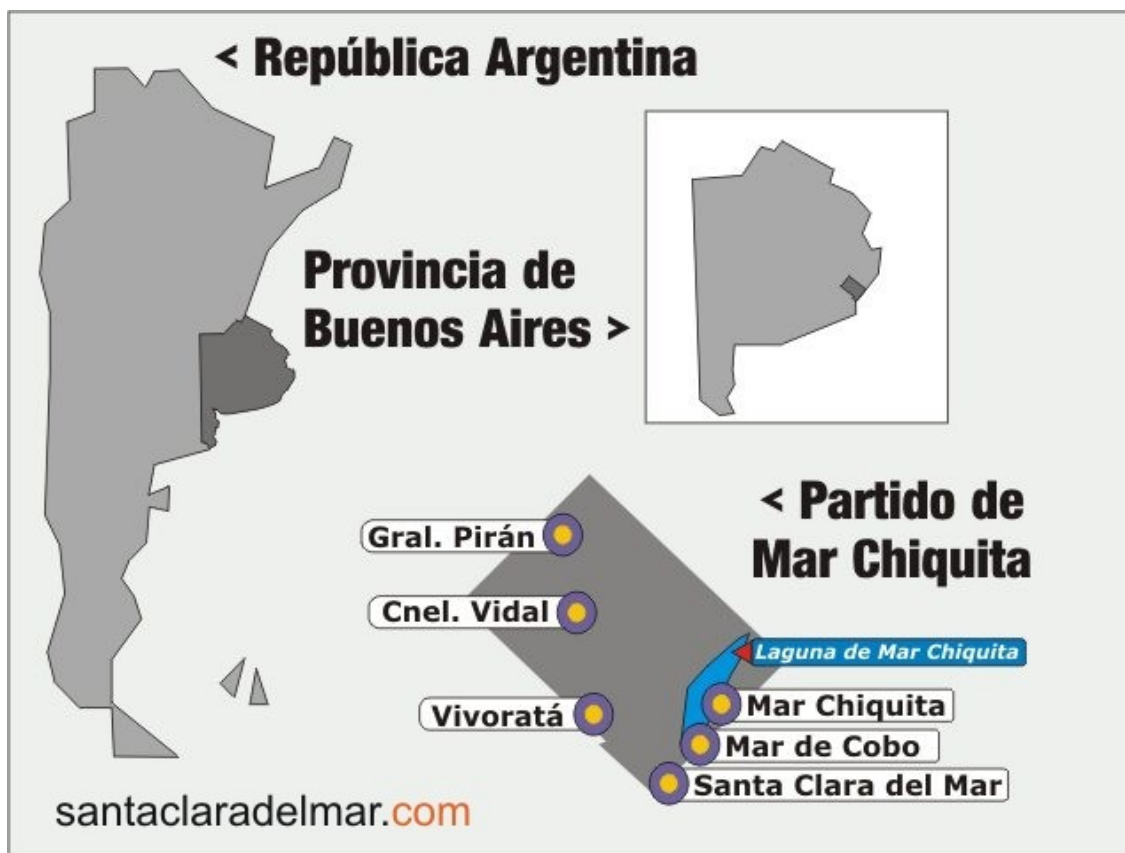 < República Argentina
Provincia de
Buenos Aires >
< Partido de
Mar Chiquita
Gral. Pirán
Cnel. Vidal
Laguna de Mar Chiquita
Vivoratá
Mar Chiquita
Mar de Cobo
Santa Clara del Mar
santaclaradelmar.com